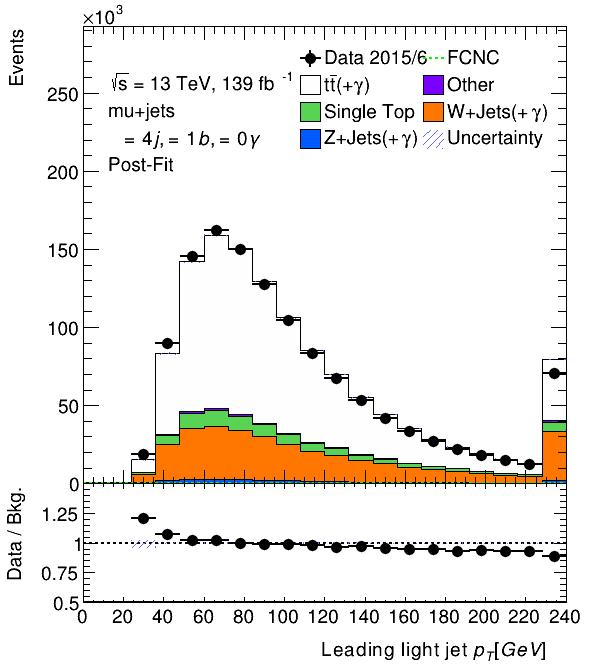 ×10³
Events
Data 2015/6 FCNC
√s = 13 TeV, 139 fb⁻¹
tt̄(+γ) Other
mu+jets
Single Top W+Jets(+γ)
= 4j, = 1b, = 0γ
Z+Jets(+γ) Uncertainty
Post-Fit
250
200
150
100
50
0
Data / Bkg.
1.25
1
0.75
0.5
0 20 40 60 80 100 120 140 160 180 200 220 240
Leading light jet p_T[GeV]